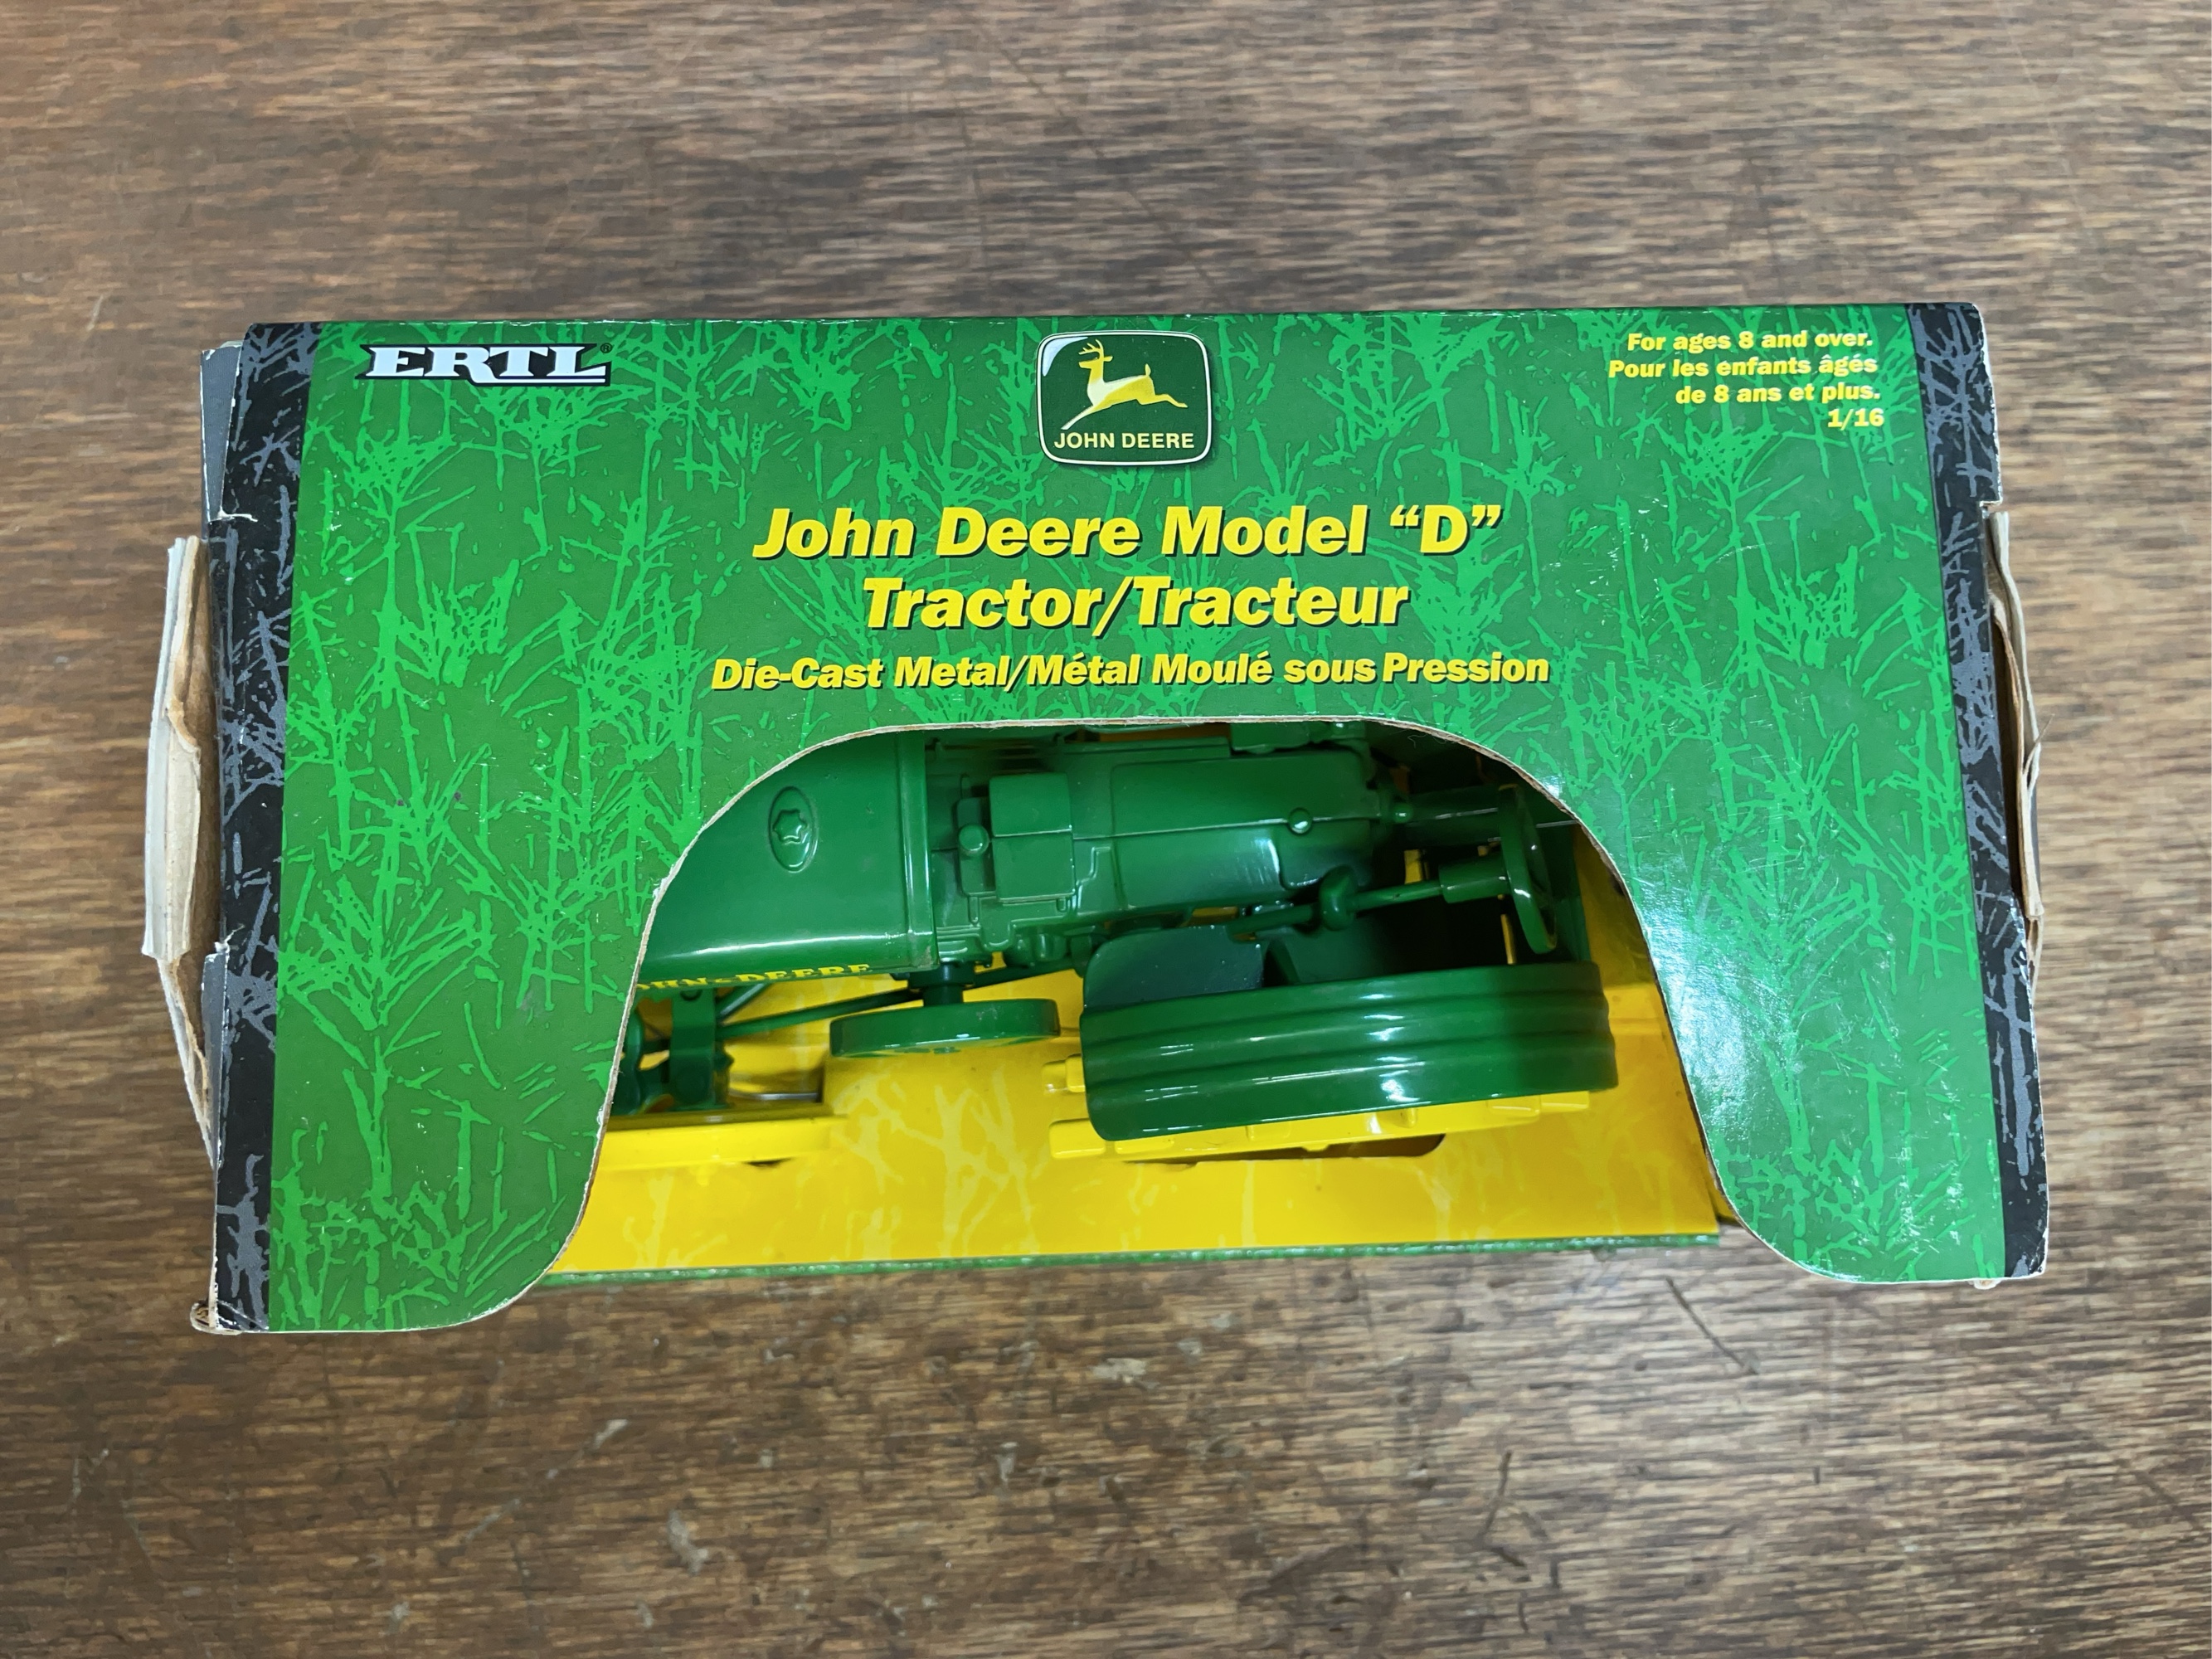 ERTL®
JOHN DEERE
For ages 8 and over.
Pour les enfants âgés
de 8 ans et plus.
1/16
John Deere Model “D”
Tractor/Tracteur
Die-Cast Metal/Métal Moulé sous Pression
DEERE